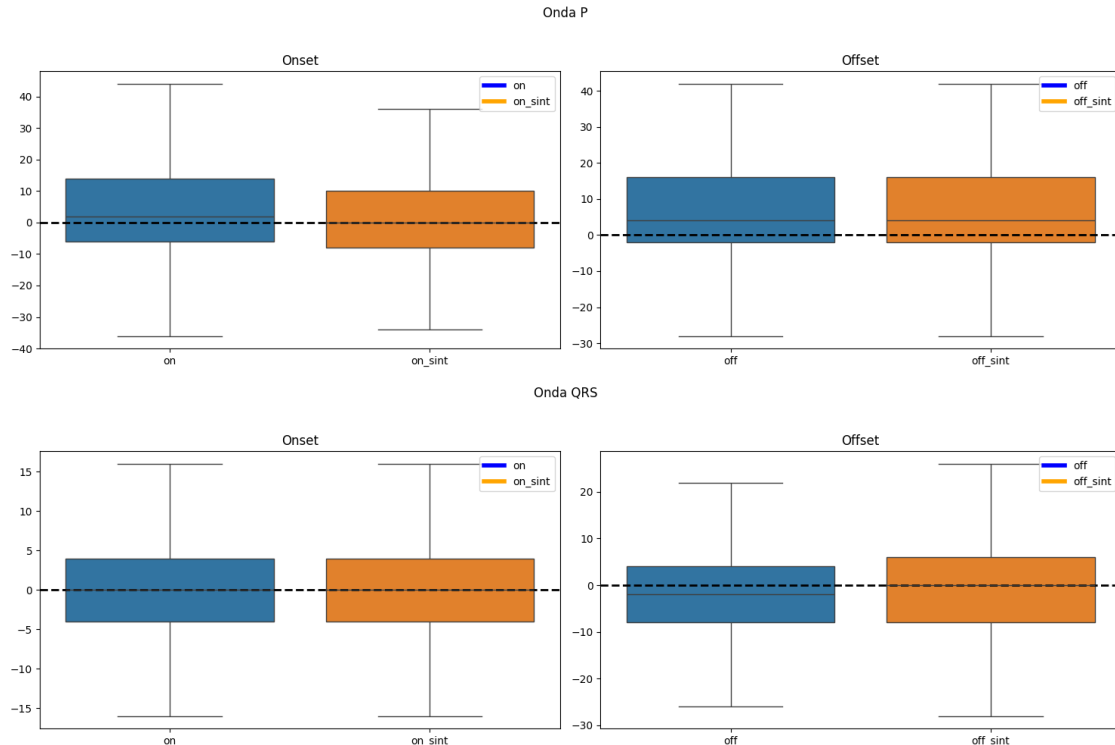 Onda P
Onset
Offset
on
on_sint
off
off_sint
40
30
20
10
0
−10
−20
−30
−40
on
on_sint
40
30
20
10
0
−10
−20
−30
off
off_sint
Onda QRS
Onset
Offset
on
on_sint
off
off_sint
15
10
5
0
−5
−10
−15
on
on_sint
20
10
0
−10
−20
−30
off
off_sint